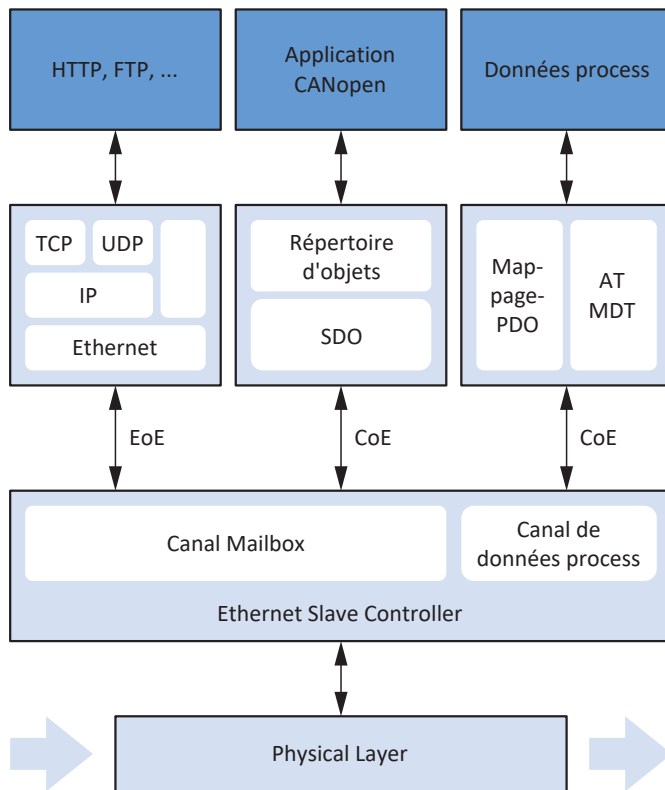 HTTP, FTP, ...
Application
CANopen
Données process
TCP
UDP
IP
Ethernet
Répertoire
d'objets
SDO
Map-
page-
PDO
AT
MDT
EoE
CoE
CoE
Canal Mailbox
Canal de
données process
Ethernet Slave Controller
Physical Layer